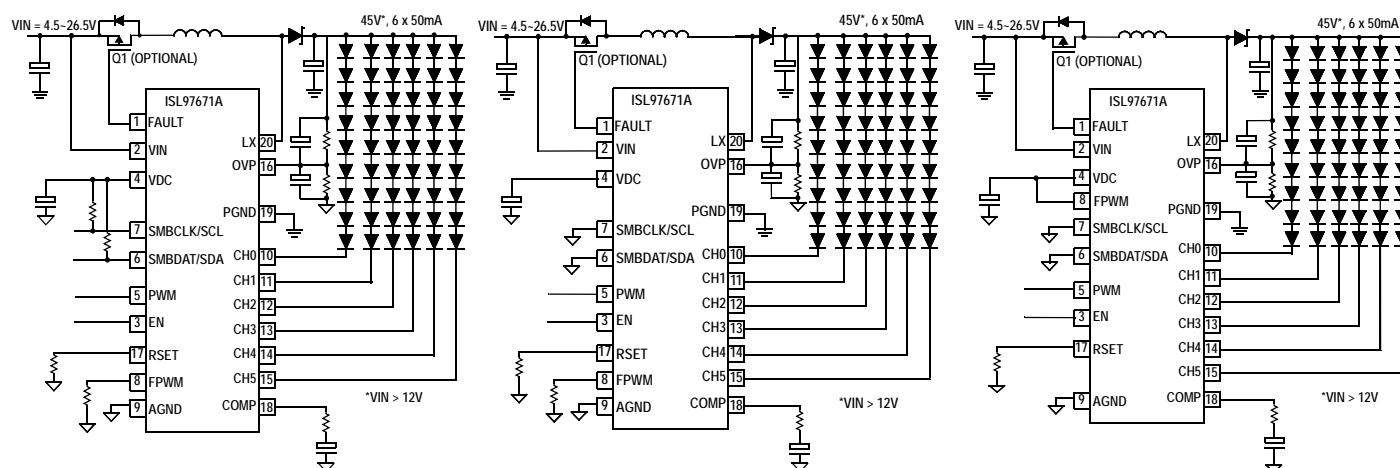 VIN = 4.5~26.5V
45V*, 6 x 50mA
Q1 (OPTIONAL)
ISL97671A
1 FAULT
2 VIN
4 VDC
7 SMBCLK/SCL
6 SMBDAT/SDA
5 PWM
3 EN
17 RSET
8 FPWM
9 AGND
LX 20
OVP 16
PGND 19
CH0 10
CH1 11
CH2 12
CH3 13
CH4 14
CH5 15
COMP 18
*VIN > 12V
VIN = 4.5~26.5V
45V*, 6 x 50mA
Q1 (OPTIONAL)
ISL97671A
1 FAULT
2 VIN
4 VDC
7 SMBCLK/SCL
6 SMBDAT/SDA
5 PWM
3 EN
17 RSET
8 FPWM
9 AGND
LX 20
OVP 16
PGND 19
CH0 10
CH1 11
CH2 12
CH3 13
CH4 14
CH5 15
COMP 18
*VIN > 12V
VIN = 4.5~26.5V
45V*, 6 x 50mA
Q1 (OPTIONAL)
ISL97671A
1 FAULT
2 VIN
4 VDC
8 FPWM
7 SMBCLK/SCL
6 SMBDAT/SDA
5 PWM
3 EN
17 RSET
9 AGND
LX 20
OVP 16
PGND 19
CH0 10
CH1 11
CH2 12
CH3 13
CH4 14
CH5 15
COMP 18
*VIN > 12V